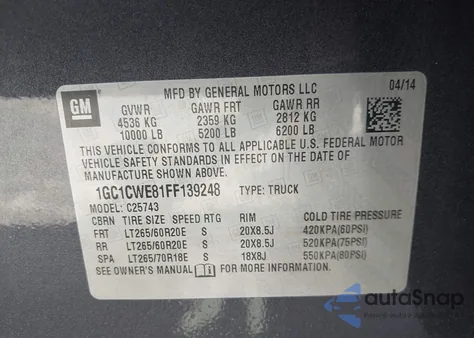 MFD BY GENERAL MOTORS LLC
04/14
GM
GVWR GAWR FRT GAWR RR
4536 KG 2359 KG 2812 KG
10000 LB 5200 LB 6200 LB
THIS VEHICLE CONFORMS TO ALL APPLICABLE U.S. FEDERAL MOTOR
VEHICLE SAFETY STANDARDS IN EFFECT ON THE DATE OF
MANUFACTURE SHOWN ABOVE.
1GC1CWE81FF139248 TYPE: TRUCK
MODEL: C25743
CBRN TIRE SIZE SPEED RTG RIM COLD TIRE PRESSURE
FRT LT265/60R20E S 20X8.5J 420KPA(60PSI)
RR LT265/60R20E S 20X8.5J 520KPA(75PSI)
SPA LT265/70R18E S 18X8J 550KPA(80PSI)
SEE OWNER'S MANUAL FOR MORE INFORMATION
autoSnap